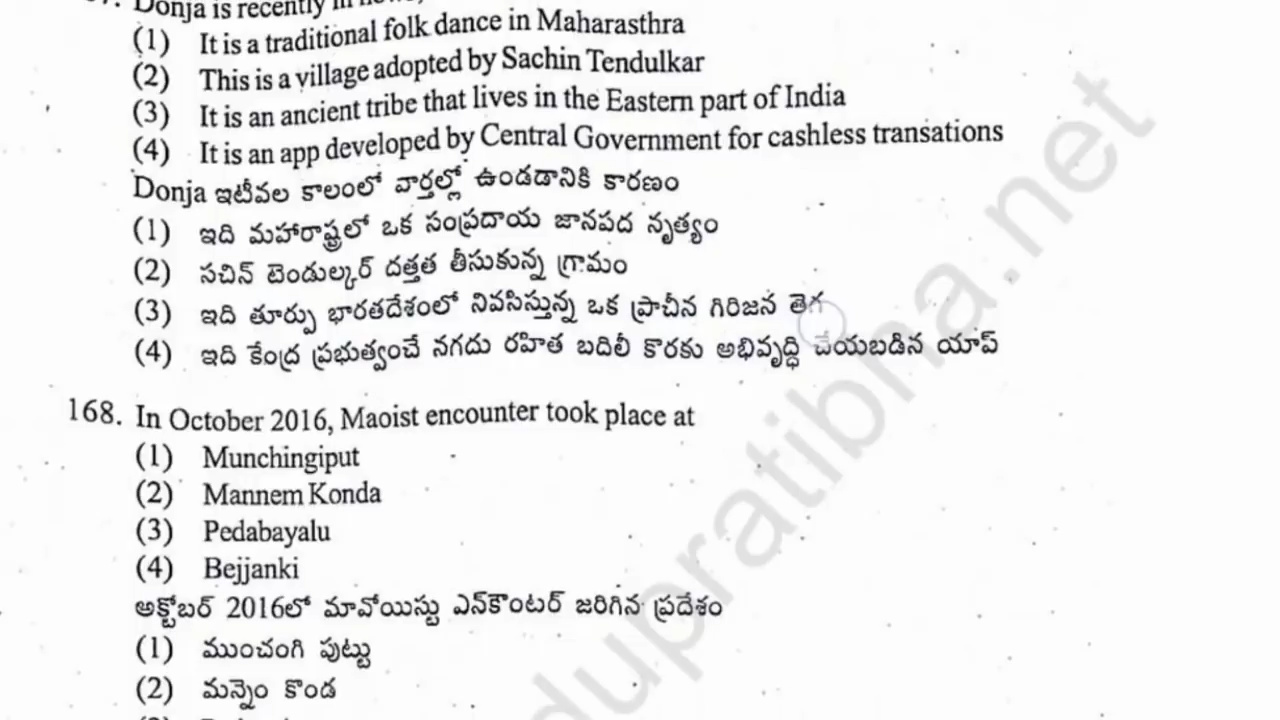 Donja is recently in
(1) It is a traditional folk dance in Maharasthra
(2) This is a village adopted by Sachin Tendulkar
(3) It is an ancient tribe that lives in the Eastern part of India
(4) It is an app developed by Central Government for cashless transations
Donja ఇటీవల కాలంలో వార్తల్లో ఉండడానికి కారణం
(1) ఇది మహారాష్ట్రలో ఒక సంప్రదాయ జానపద నృత్యం
(2) సచిన్ టెండుల్కర్ దత్తత తీసుకున్న గ్రామం
(3) ఇది తూర్పు భారతదేశంలో నివసిస్తున్న ఒక ప్రాచీన గిరిజన తెగ
(4) ఇది కేంద్ర ప్రభుత్వంచే నగదు రహిత బదిలీ కొరకు అభివృద్ధి చేయబడిన యాప్
168. In October 2016, Maoist encounter took place at
(1) Munchingiput
(2) Mannem Konda
(3) Pedabayalu
(4) Bejjanki
అక్టోబర్ 2016లో మావోయిస్టు ఎన్‌కౌంటర్ జరిగిన ప్రదేశం
(1) ముంచంగి పుట్టు
(2) మన్నెం కొండ
dupratibha.net